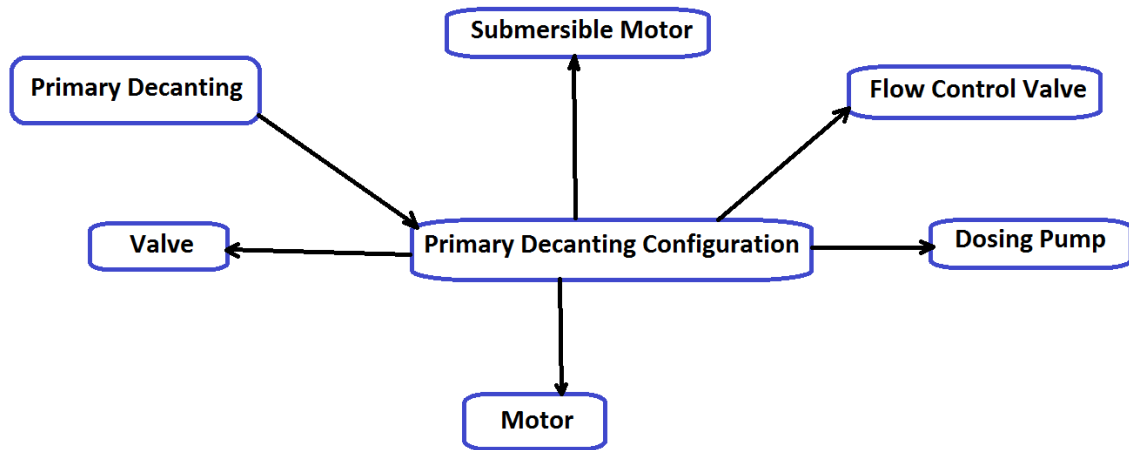 Submersible Motor
Primary Decanting
Flow Control Valve
Valve
Primary Decanting Configuration
Dosing Pump
Motor